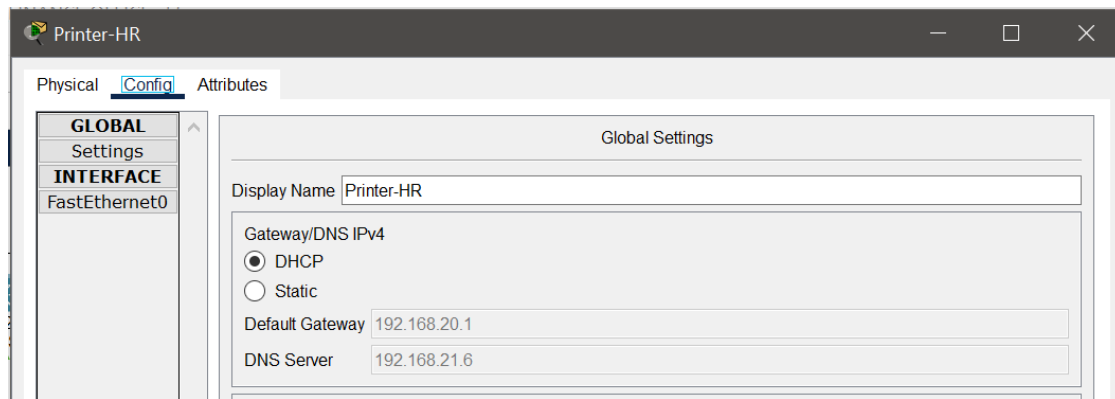 Printer-HR
Physical Config Attributes
GLOBAL
Settings
INTERFACE
FastEthernet0
Global Settings
Display Name Printer-HR
Gateway/DNS IPv4
DHCP
Static
Default Gateway 192.168.20.1
DNS Server 192.168.21.6